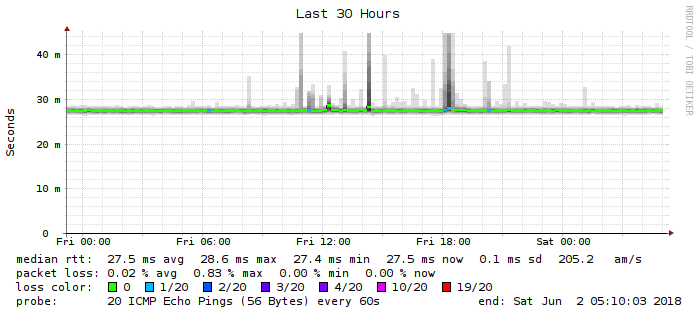 Last 30 Hours
RRDTOOL / TOBI OETIKER
Seconds
40 m
30 m
20 m
10 m
0
Fri 00:00 Fri 06:00 Fri 12:00 Fri 18:00 Sat 00:00
median rtt: 27.5 ms avg 28.6 ms max 27.4 ms min 27.5 ms now 0.1 ms sd 205.2 am/s
packet loss: 0.02 % avg 0.83 % max 0.00 % min 0.00 % now
loss color: 0 1/20 2/20 3/20 4/20 10/20 19/20
probe: 20 ICMP Echo Pings (56 Bytes) every 60s end: Sat Jun 2 05:10:03 2018